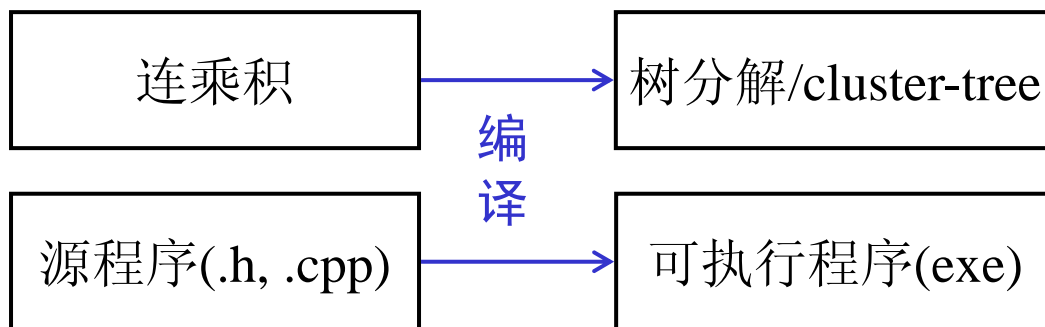 连乘积
树分解/cluster-tree
编
译
源程序(.h, .cpp)
可执行程序(exe)